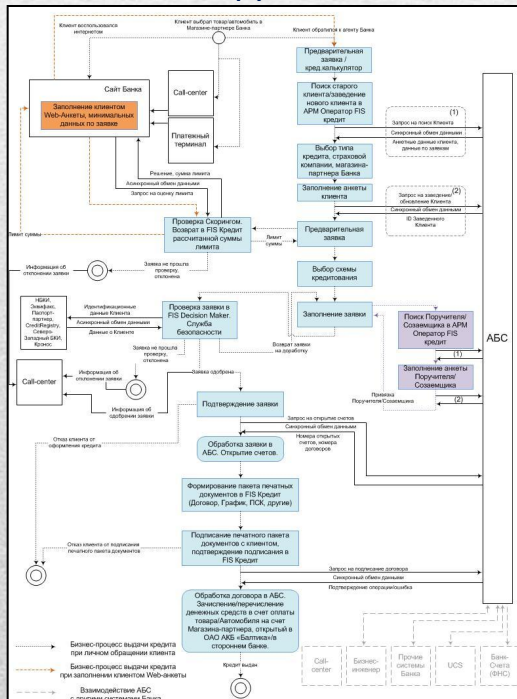 Клиент выбрал товар/автомобиль в
Магазине-партнере Банка
Клиент воспользовался
интернетом
Клиент обратился к агенту Банка
Сайт Банка
Заполнение клиентом
Web-Анкеты, минимальных
данных по заявке
Call-center
Платежный
терминал
Предварительная
заявка /
кред.калькулятор
Поиск старого
клиента/заведение
нового клиента в
АРМ Оператор FIS
кредит
(1)
Запрос на поиск Клиента
Синхронный обмен данными
Анкетные данные клиента,
данные по заявкам
Выбор типа
кредита, страховой
компании, магазина-
партнера Банка
Решение, сумма лимита
Асинхронный обмен данными
Запрос на оценку лимита
Заполнение анкеты
клиента
(2)
Запрос на заведение/
обновление Клиента
Синхронный обмен данными
ID Заведенного
Клиента
Проверка Скорингом.
Возврат в FIS Кредит
рассчитанной суммы
лимита
Лимит суммы
Лимит
суммы
Предварительная
заявка
Заявка не прошла
проверку,
отклонена
Информация об
отклонении заявки
Выбор схемы
кредитования
АБС
НБКИ,
Эквифакс,
Паспорт-
партнер,
CreditRegistry,
Северо-
Западный БКИ,
Кронос
Идентификационные
данные Клиента
Асинхронный обмен данными
Данные о Клиенте
Проверка заявки в
FIS Decision Maker.
Служба
безопасности
Заполнение заявки
Возврат заявки
на доработку
Поиск Поручителя/
Созаемщика в АРМ
Оператор FIS
кредит
(1)
Заполнение анкеты
Поручителя/
Созаемщика
(2)
Привязка
Поручителя/Созаемщика
Заявка не прошла
проверку,
отклонена
Call-center
Информация об
отклонении заявки
Информация об
одобрении заявки
Заявка одобрена
Подтверждение заявки
Отказ клиента от
оформления кредита
Запрос на открытие счетов
Синхронный обмен данными
Номера открытых
счетов, номера
договоров
Обработка заявки в
АБС. Открытие счетов.
Формирование пакета печатных
документов в FIS Кредит
(Договор, График, ПСК, другие)
Подписание печатного пакета
документов с клиентом,
подтверждение подписания в
FIS Кредит
Отказ клиента от подписания
печатного пакета документов
Запрос на подписание договора
Синхронный обмен данными
Подтверждение операции/ошибка
Обработка договора в АБС.
Зачисление/перечисление
денежных средств в счет оплаты
товара/Автомобиля на счет
Магазина-партнера, открытый в
ОАО АКБ «Балтика»/в
стороннем банке.
Кредит выдан
Call-
center
Бизнес-
инженер
Прочие
системы
Банка
UCS
Банк-
Счета
(ФНС)
Бизнес-процесс выдачи кредита
при личном обращении клиента
Бизнес-процесс выдачи кредита
при заполнении клиентом Web-анкеты
Взаимодействие АБС
с другими системами Банка